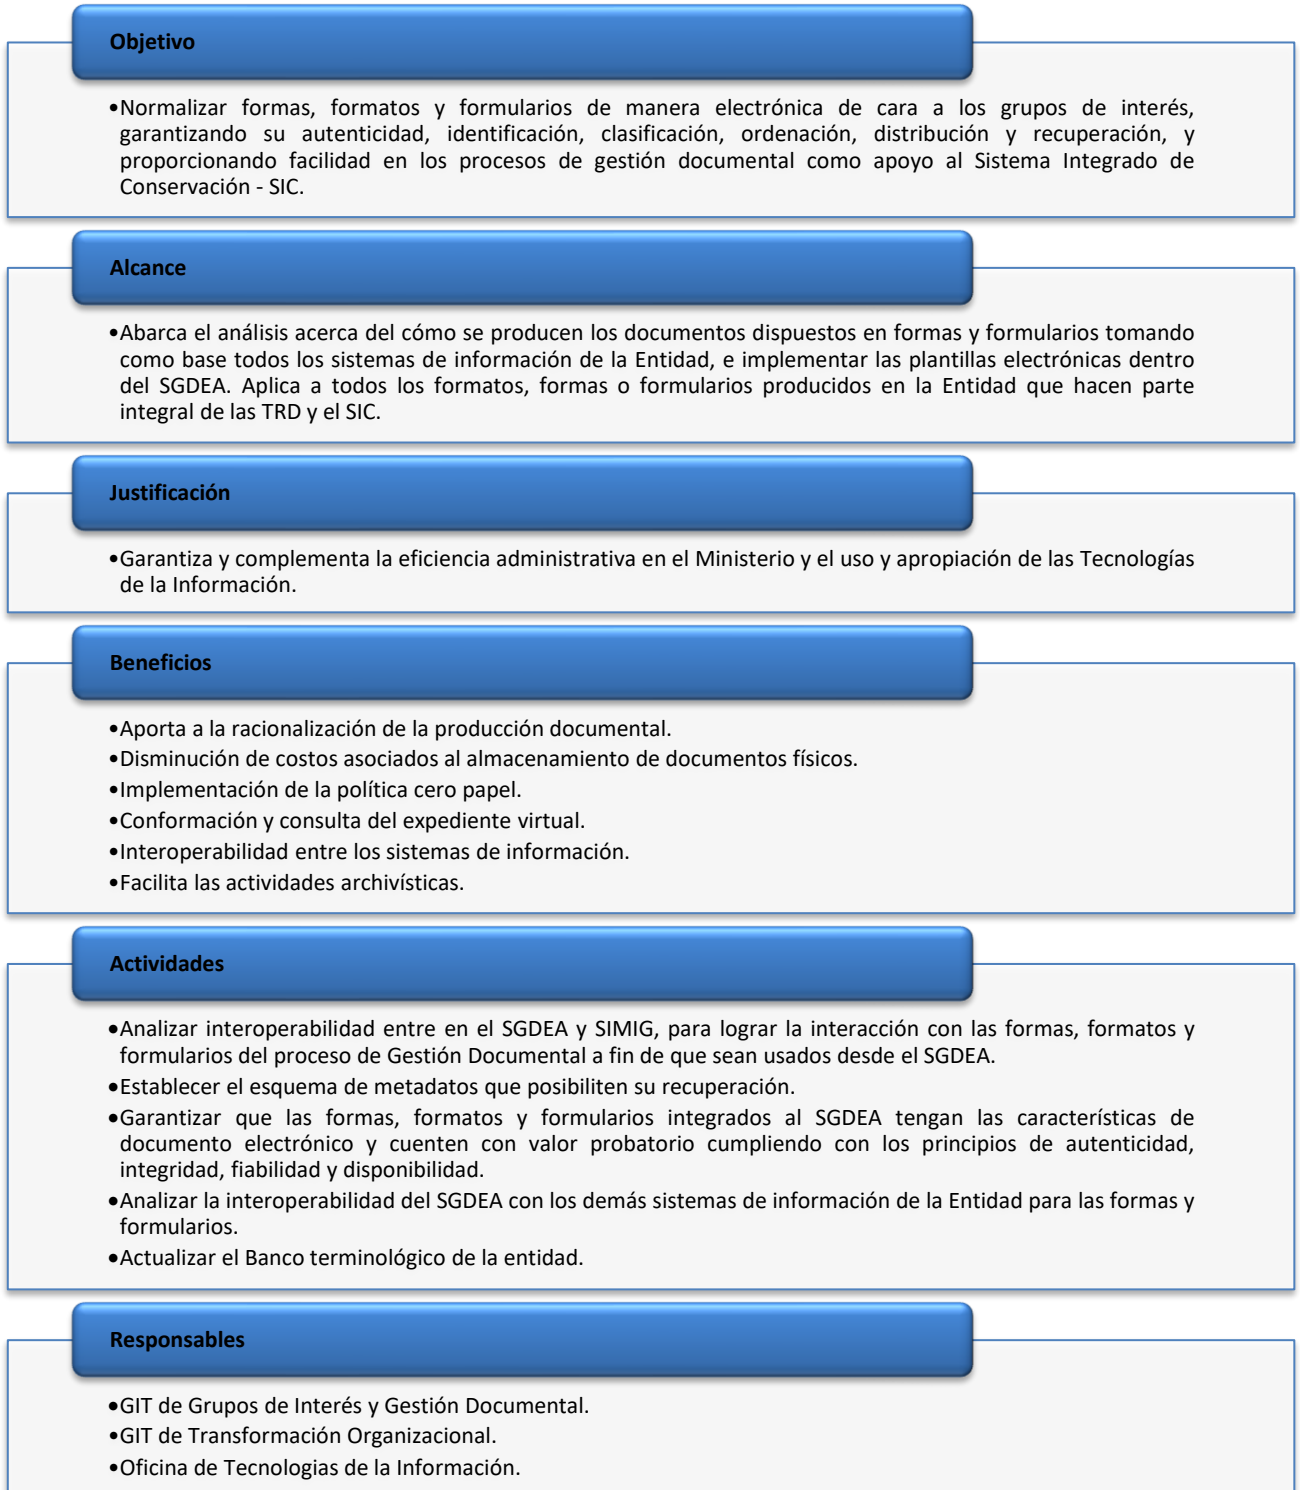 Objetivo
•Normalizar formas, formatos y formularios de manera electrónica de cara a los grupos de interés,
garantizando su autenticidad, identificación, clasificación, ordenación, distribución y recuperación, y
proporcionando facilidad en los procesos de gestión documental como apoyo al Sistema Integrado de
Conservación - SIC.
Alcance
•Abarca el análisis acerca del cómo se producen los documentos dispuestos en formas y formularios tomando
como base todos los sistemas de información de la Entidad, e implementar las plantillas electrónicas dentro
del SGDEA. Aplica a todos los formatos, formas o formularios producidos en la Entidad que hacen parte
integral de las TRD y el SIC.
Justificación
•Garantiza y complementa la eficiencia administrativa en el Ministerio y el uso y apropiación de las Tecnologías
de la Información.
Beneficios
•Aporta a la racionalización de la producción documental.
•Disminución de costos asociados al almacenamiento de documentos físicos.
•Implementación de la política cero papel.
•Conformación y consulta del expediente virtual.
•Interoperabilidad entre los sistemas de información.
•Facilita las actividades archivísticas.
Actividades
•Analizar interoperabilidad entre en el SGDEA y SIMIG, para lograr la interacción con las formas, formatos y
formularios del proceso de Gestión Documental a fin de que sean usados desde el SGDEA.
•Establecer el esquema de metadatos que posibiliten su recuperación.
•Garantizar que las formas, formatos y formularios integrados al SGDEA tengan las características de
documento electrónico y cuenten con valor probatorio cumpliendo con los principios de autenticidad,
integridad, fiabilidad y disponibilidad.
•Analizar la interoperabilidad del SGDEA con los demás sistemas de información de la Entidad para las formas y
formularios.
•Actualizar el Banco terminológico de la entidad.
Responsables
•GIT de Grupos de Interés y Gestión Documental.
•GIT de Transformación Organizacional.
•Oficina de Tecnologias de la Información.